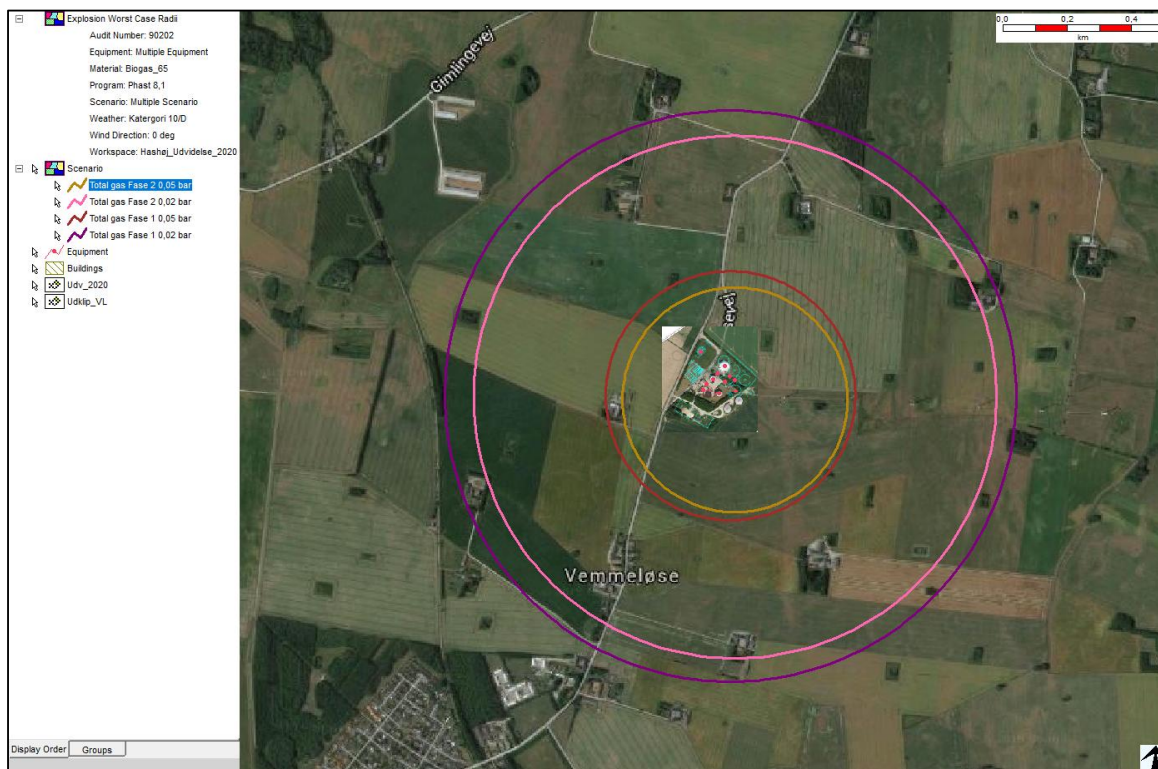 Explosion Worst Case Radii
Audit Number: 90202
Equipment: Multiple Equipment
Material: Biogas_65
Program: Phast 8,1
Scenario: Multiple Scenario
Weather: Katergori 10/D
Wind Direction: 0 deg
Workspace: Hashøj_Udvidelse_2020
Scenario
Total gas Fase 2 0,05 bar
Total gas Fase 2 0,02 bar
Total gas Fase 1 0,05 bar
Total gas Fase 1 0,02 bar
Equipment
Buildings
Udv_2020
Udklip_VL
Display Order Groups
0,0 0,2 0,4
km
Gimlingevej
Vemmeløse